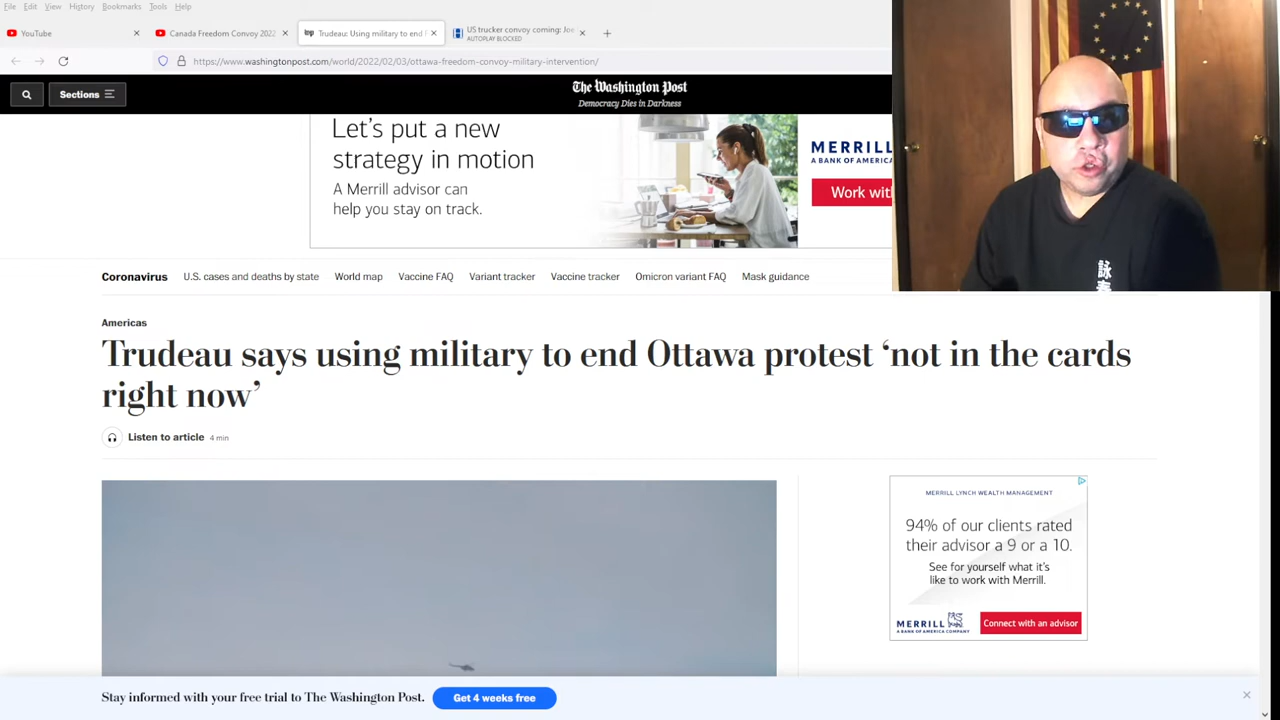 File Edit View History Bookmarks Tools Help
YouTube
Canada Freedom Convoy 2022
Trudeau: Using military to end
US trucker convoy coming: Joe
AUTOPLAY BLOCKED
https://www.washingtonpost.com/world/2022/02/03/ottawa-freedom-convoy-military-intervention/
Sections
The Washington Post
Democracy Dies in Darkness
Let's put a new
strategy in motion
A Merrill advisor can
help you stay on track.
MERRILL
A BANK OF AMERICA
Work with
詠
春
Coronavirus U.S. cases and deaths by state World map Vaccine FAQ Variant tracker Vaccine tracker Omicron variant FAQ Mask guidance
Americas
Trudeau says using military to end Ottawa protest ‘not in the cards
right now’
Listen to article 4 min
MERRILL LYNCH WEALTH MANAGEMENT
94% of our clients rated
their advisor a 9 or a 10.
See for yourself what it's
like to work with Merrill.
MERRILL
A BANK OF AMERICA COMPANY
Connect with an advisor
Stay informed with your free trial to The Washington Post.
Get 4 weeks free